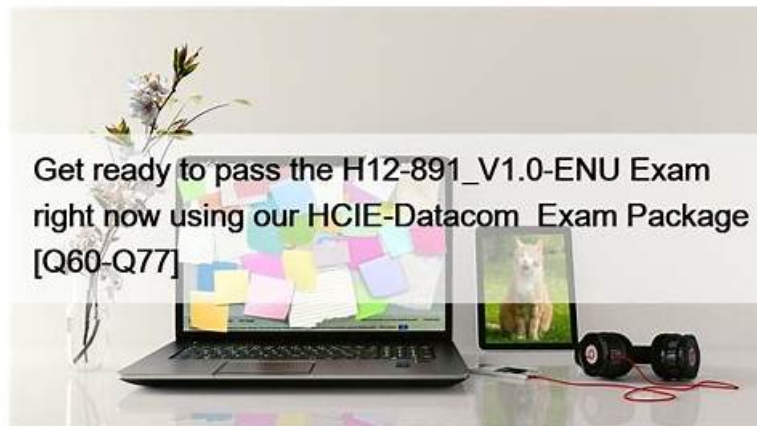 Get ready to pass the H12-891_V1.0-ENU Exam
right now using our HCIE-Datacom Exam Package
[Q60-Q77]